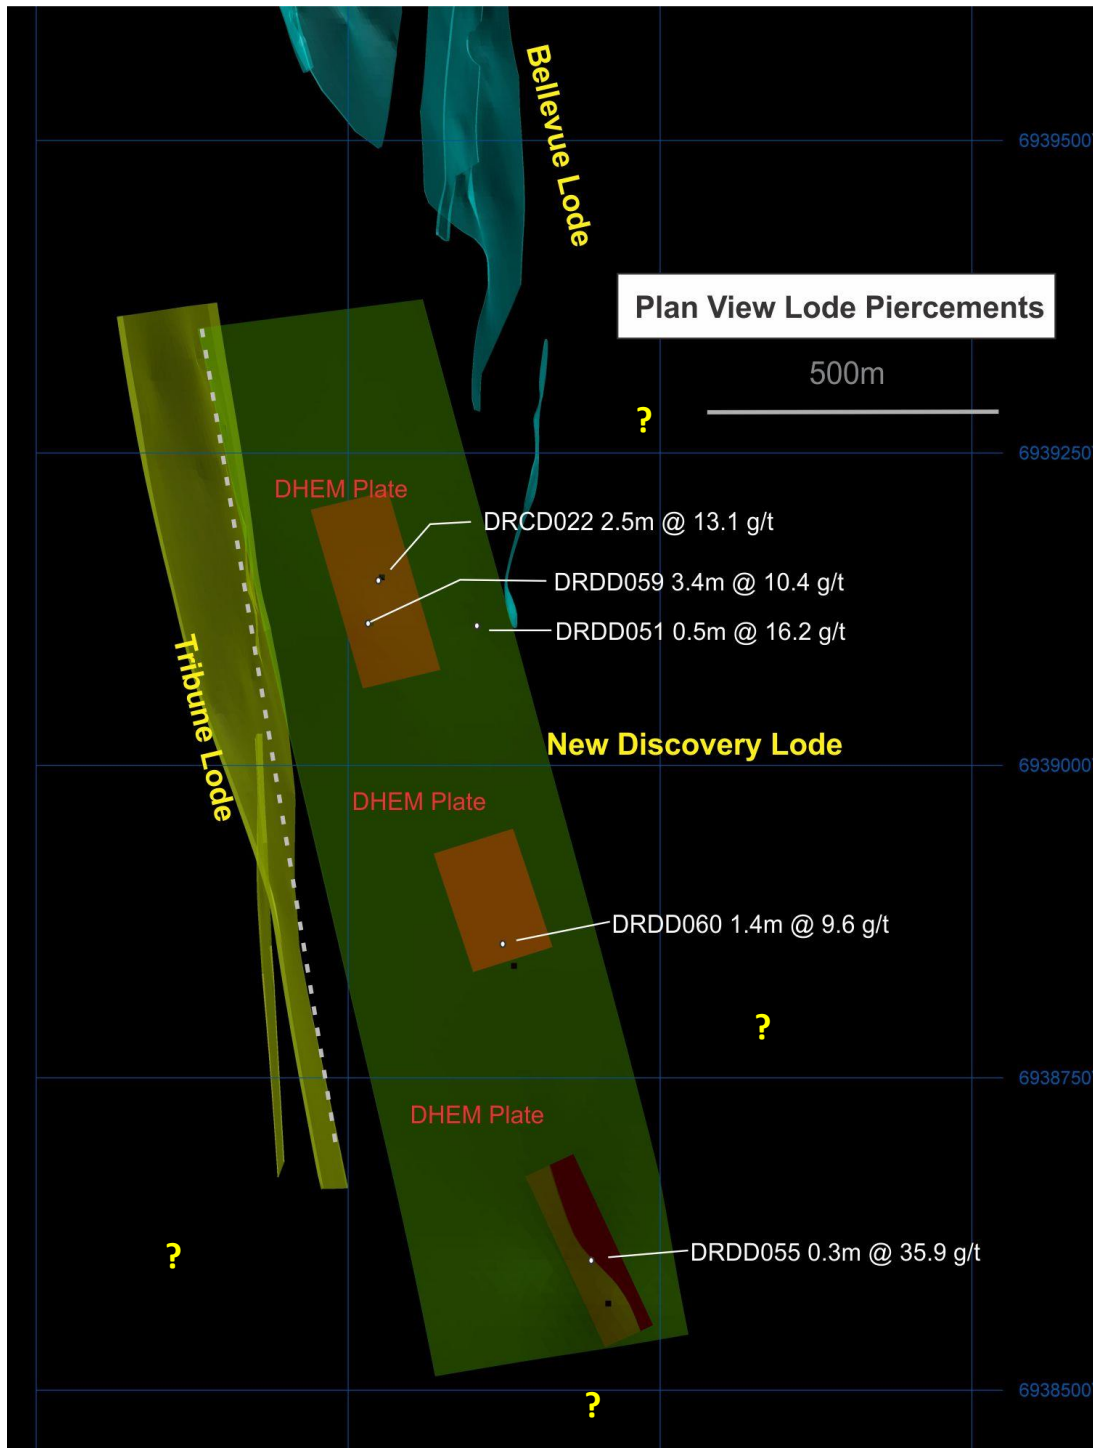 Bellevue Lode
6939500
Plan View Lode Piercements
500m
?
6939250
DHEM Plate
DRCD022 2.5m @ 13.1 g/t
DRDD059 3.4m @ 10.4 g/t
DRDD051 0.5m @ 16.2 g/t
Tribune Lode
New Discovery Lode
6939000
DHEM Plate
DRDD060 1.4m @ 9.6 g/t
?
6938750
DHEM Plate
?
DRDD055 0.3m @ 35.9 g/t
6938500
?